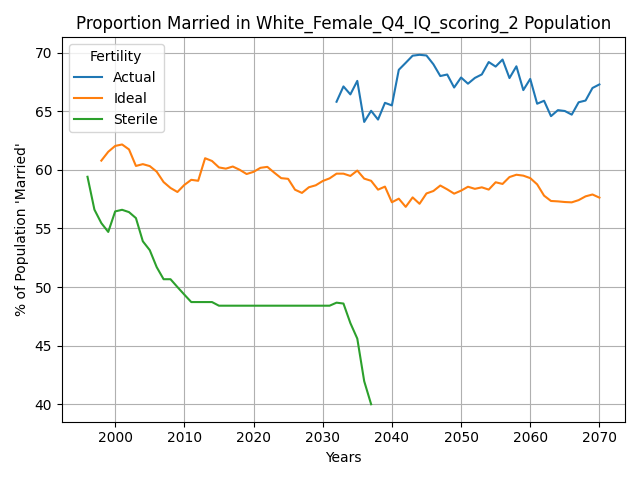 Proportion Married in White_Female_Q4_IQ_scoring_2 Population
Fertility
Actual
Ideal
Sterile
% of Population 'Married'
70
65
60
55
50
45
40
2000
2010
2020
2030
2040
2050
2060
2070
Years